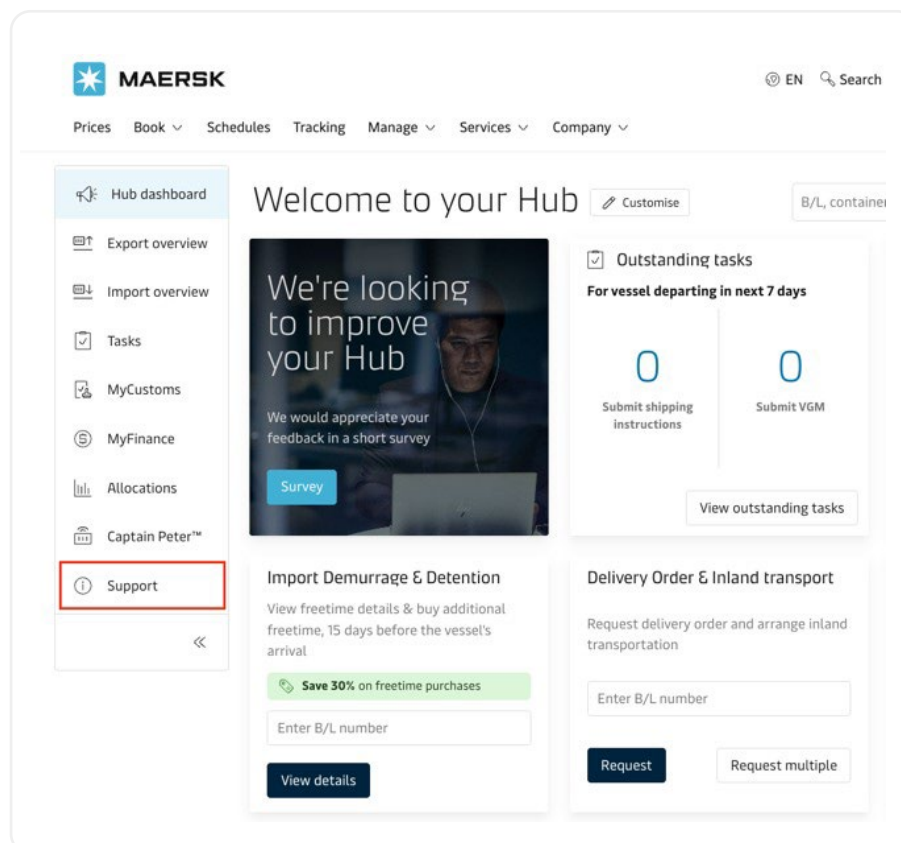 MAERSK
EN Search
Prices Book Schedules Tracking Manage Services Company
Hub dashboard
Export overview
Import overview
Tasks
MyCustoms
MyFinance
Allocations
Captain Peter™
Support
Welcome to your Hub
Customise
B/L, container
We're looking
to improve
your Hub
We would appreciate your
feedback in a short survey
Survey
Outstanding tasks
For vessel departing in next 7 days
0
Submit shipping
instructions
0
Submit VGM
View outstanding tasks
Import Demurrage & Detention
View freetime details & buy additional
freetime, 15 days before the vessel's
arrival
Save 30% on freetime purchases
Enter B/L number
View details
Delivery Order & Inland transport
Request delivery order and arrange inland
transportation
Enter B/L number
Request
Request multiple